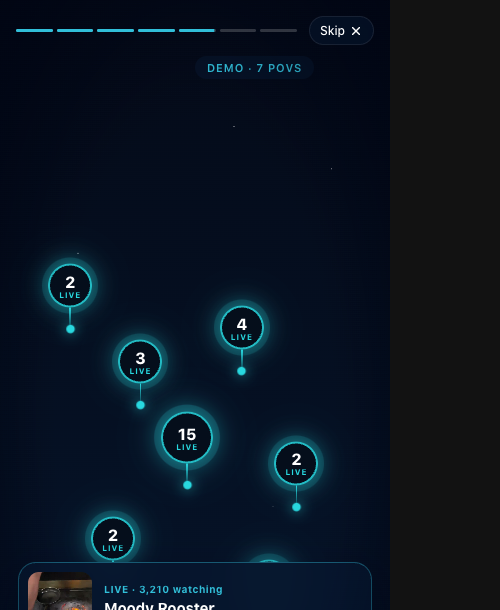 Skip ✕
DEMO · 7 POVS
2
LIVE
4
LIVE
3
LIVE
15
LIVE
2
LIVE
2
LIVE
LIVE · 3,210 watching
Moody Rooster